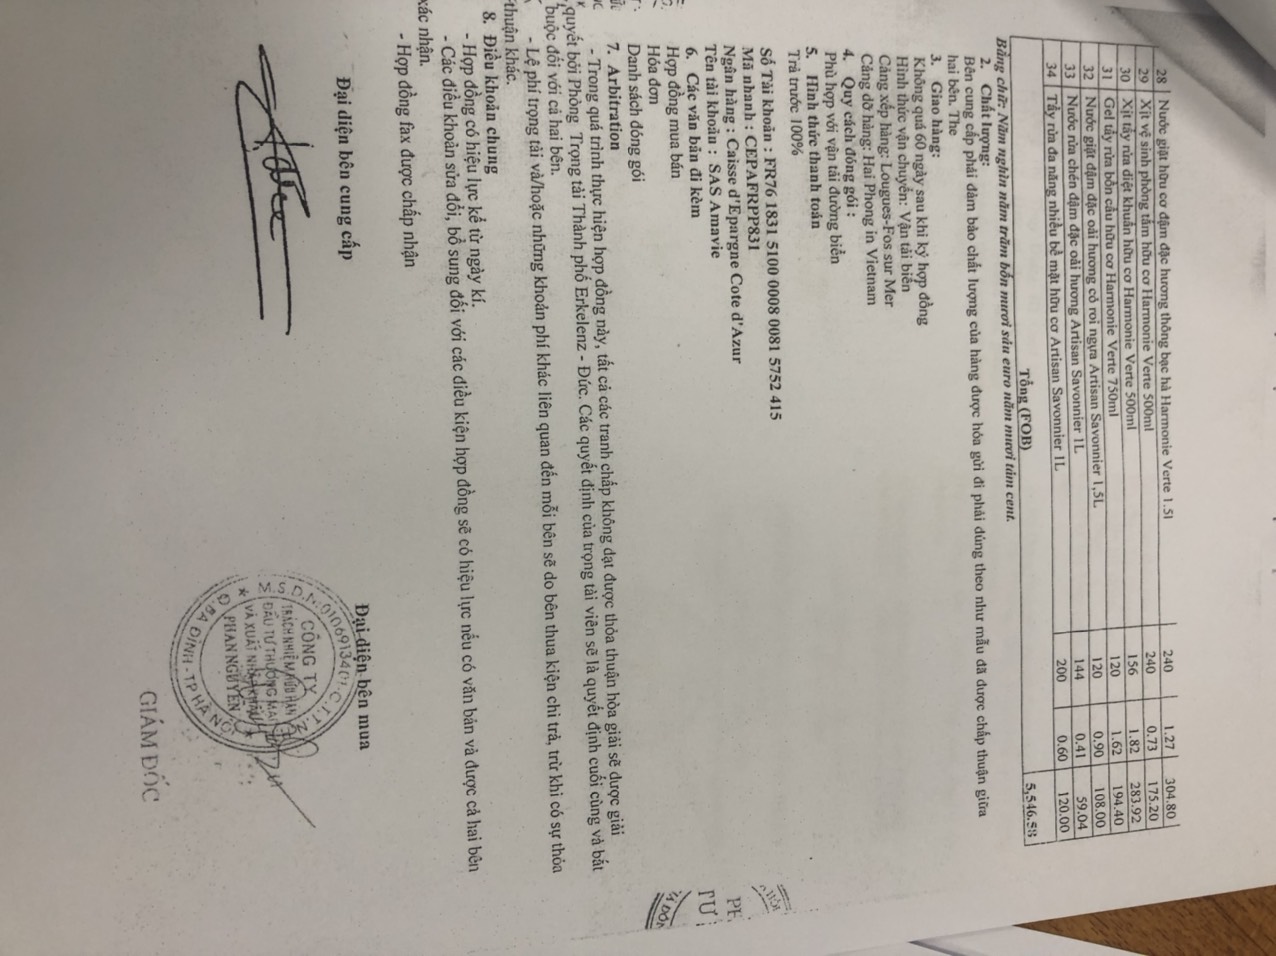 28 Nước giặt hữu cơ đậm đặc hương thông bạc hà Harmonie Verte 1.5l 240 1.27 304.80
29 Xịt vệ sinh phòng tắm hữu cơ Harmonie Verte 500ml 240 0.73 175.20
30 Xịt tẩy rửa diệt khuẩn hữu cơ Harmonie Verte 500ml 156 1.82 283.92
31 Gel tẩy rửa bồn cầu hữu cơ Harmonie Verte 750ml 120 1.62 194.40
32 Nước giặt đậm đặc oải hương cỏ roi ngựa Artisan Savonnier 1,5L 120 0.90 108.00
33 Nước rửa chén đậm đặc oải hương Artisan Savonnier 1L 144 0.41 59.04
34 Tẩy rửa đa năng nhiều bề mặt hữu cơ Artisan Savonnier 1L 200 0.60 120.00
Tổng (FOB) 5,546.58
Bằng chữ: Năm nghìn năm trăm bốn mươi sáu euro năm mươi tám cent.
2. Chất lượng:
Bên cung cấp phải đảm bảo chất lượng của hàng được hóa gửi đi phải đúng theo như mẫu đã được chấp thuận giữa
hai bên. The
3. Giao hàng:
Không quá 60 ngày sau khi ký hợp đồng
Hình thức vận chuyển: Vận tải biển
Cảng xếp hàng: Lougues-Fos sur Mer
Cảng dỡ hàng: Hai Phong in Vietnam
4. Quy cách đóng gói :
Phù hợp với vận tải đường biển
5. Hình thức thanh toán
Trả trước 100%
Số Tài khoản : FR76 1831 5100 0008 0081 5752 415
Mã nhanh : CEPAFRPP831
Ngân hàng : Caisse d'Epargne Cote d'Azur
Tên tài khoản : SAS Amavie
6. Các văn bản đi kèm
Hợp đồng mua bán
Hóa đơn
Danh sách đóng gói
7. Arbitration
- Trong quá trình thực hiện hợp đồng này, tất cả các tranh chấp không đạt được thỏa thuận hòa giải sẽ được giải
quyết bởi Phòng Trọng tài Thành phố Erkelenz - Đức. Các quyết định của trọng tài viên sẽ là quyết định cuối cùng và bắt
buộc đối với cả hai bên.
- Lệ phí trọng tài và/hoặc những khoản phí khác liên quan đến mỗi bên sẽ do bên thua kiện chi trả, trừ khi có sự thỏa
thuận khác.
8. Điều khoản chung
- Hợp đồng có hiệu lực kể từ ngày kí.
- Các điều khoản sửa đổi, bổ sung đối với các điều kiện hợp đồng sẽ có hiệu lực nếu có văn bản và được cả hai bên
xác nhận.
- Hợp đồng fax được chấp nhận
Đại diện bên cung cấp Đại diện bên mua
CÔNG TY
TRÁCH NHIỆM HỮU HẠN
ĐẦU TƯ THƯƠNG MẠI
VÀ XUẤT NHẬP KHẨU
PHAN NGUYỄN
Q. BA ĐÌNH - TP HÀ NỘI
GIÁM ĐỐC